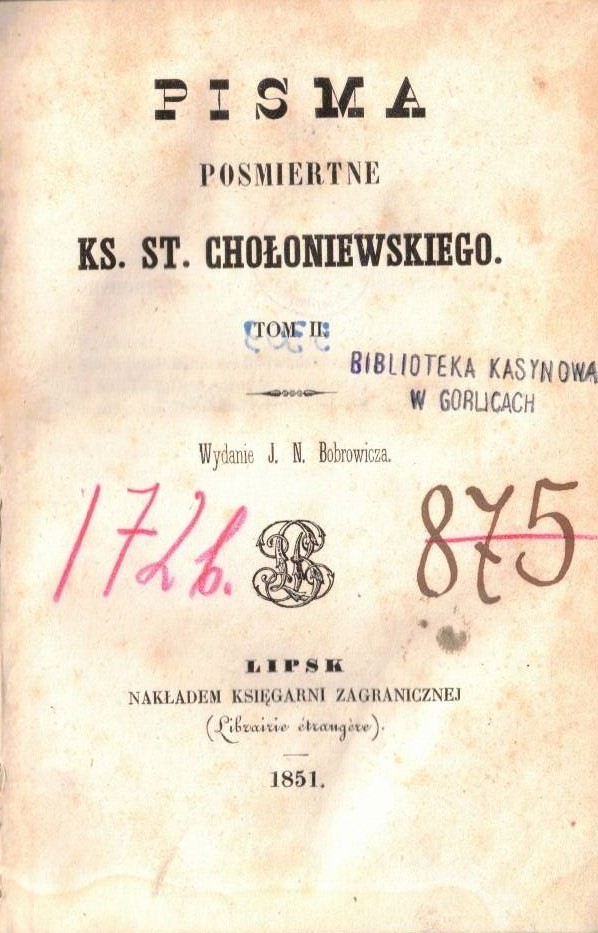 PISMA
POSMIERTNE
KS. ST. CHOŁONIEWSKIEGO.
TOM II.
BIBLIOTEKA KASYNOWA
W GORLICACH
Wydanie J. N. Bobrowicza.
172b.
875
LIPSK
NAKŁADEM KSIĘGARNI ZAGRANICZNEJ
(Librairie étrangère).
1851.